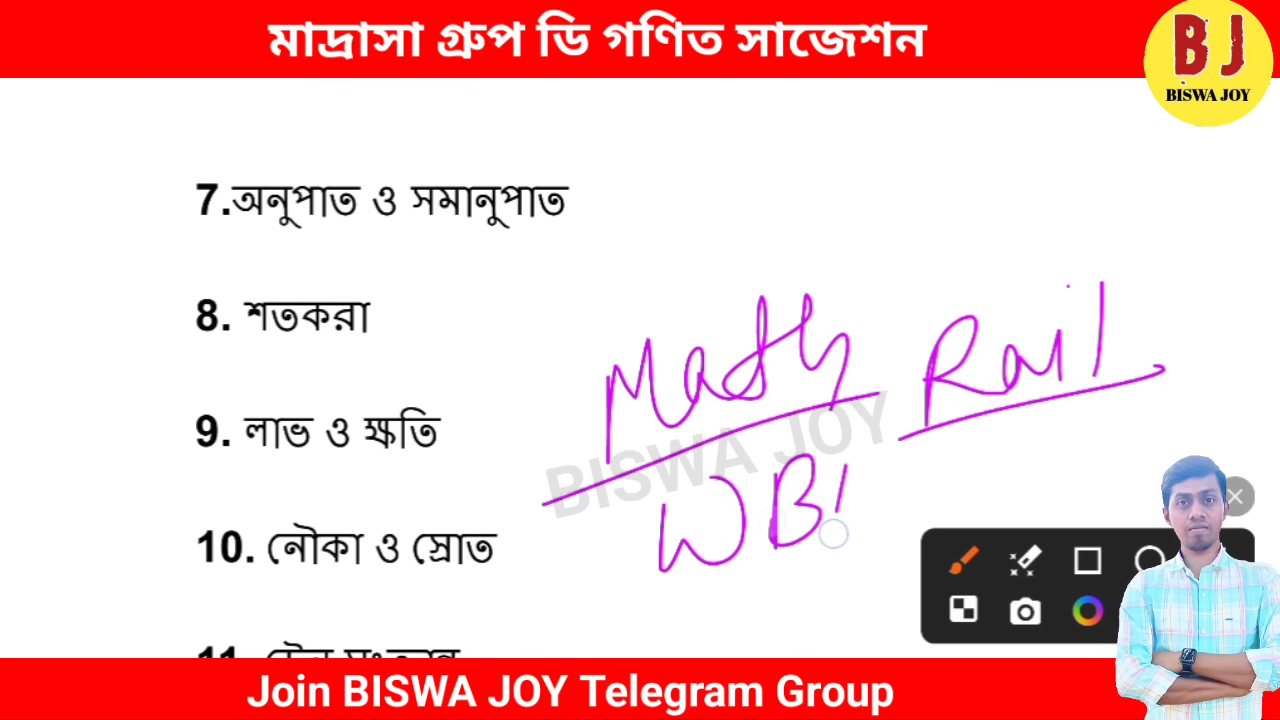 মাদ্রাসা গ্রুপ ডি গণিত সাজেশন
B J
BISWA JOY
7.অনুপাত ও সমানুপাত
8. শতকরা
Math Rail
9. লাভ ও ক্ষতি
BISWA JOY
WB
10. নৌকা ও স্রোত
11.
Join BISWA JOY Telegram Group